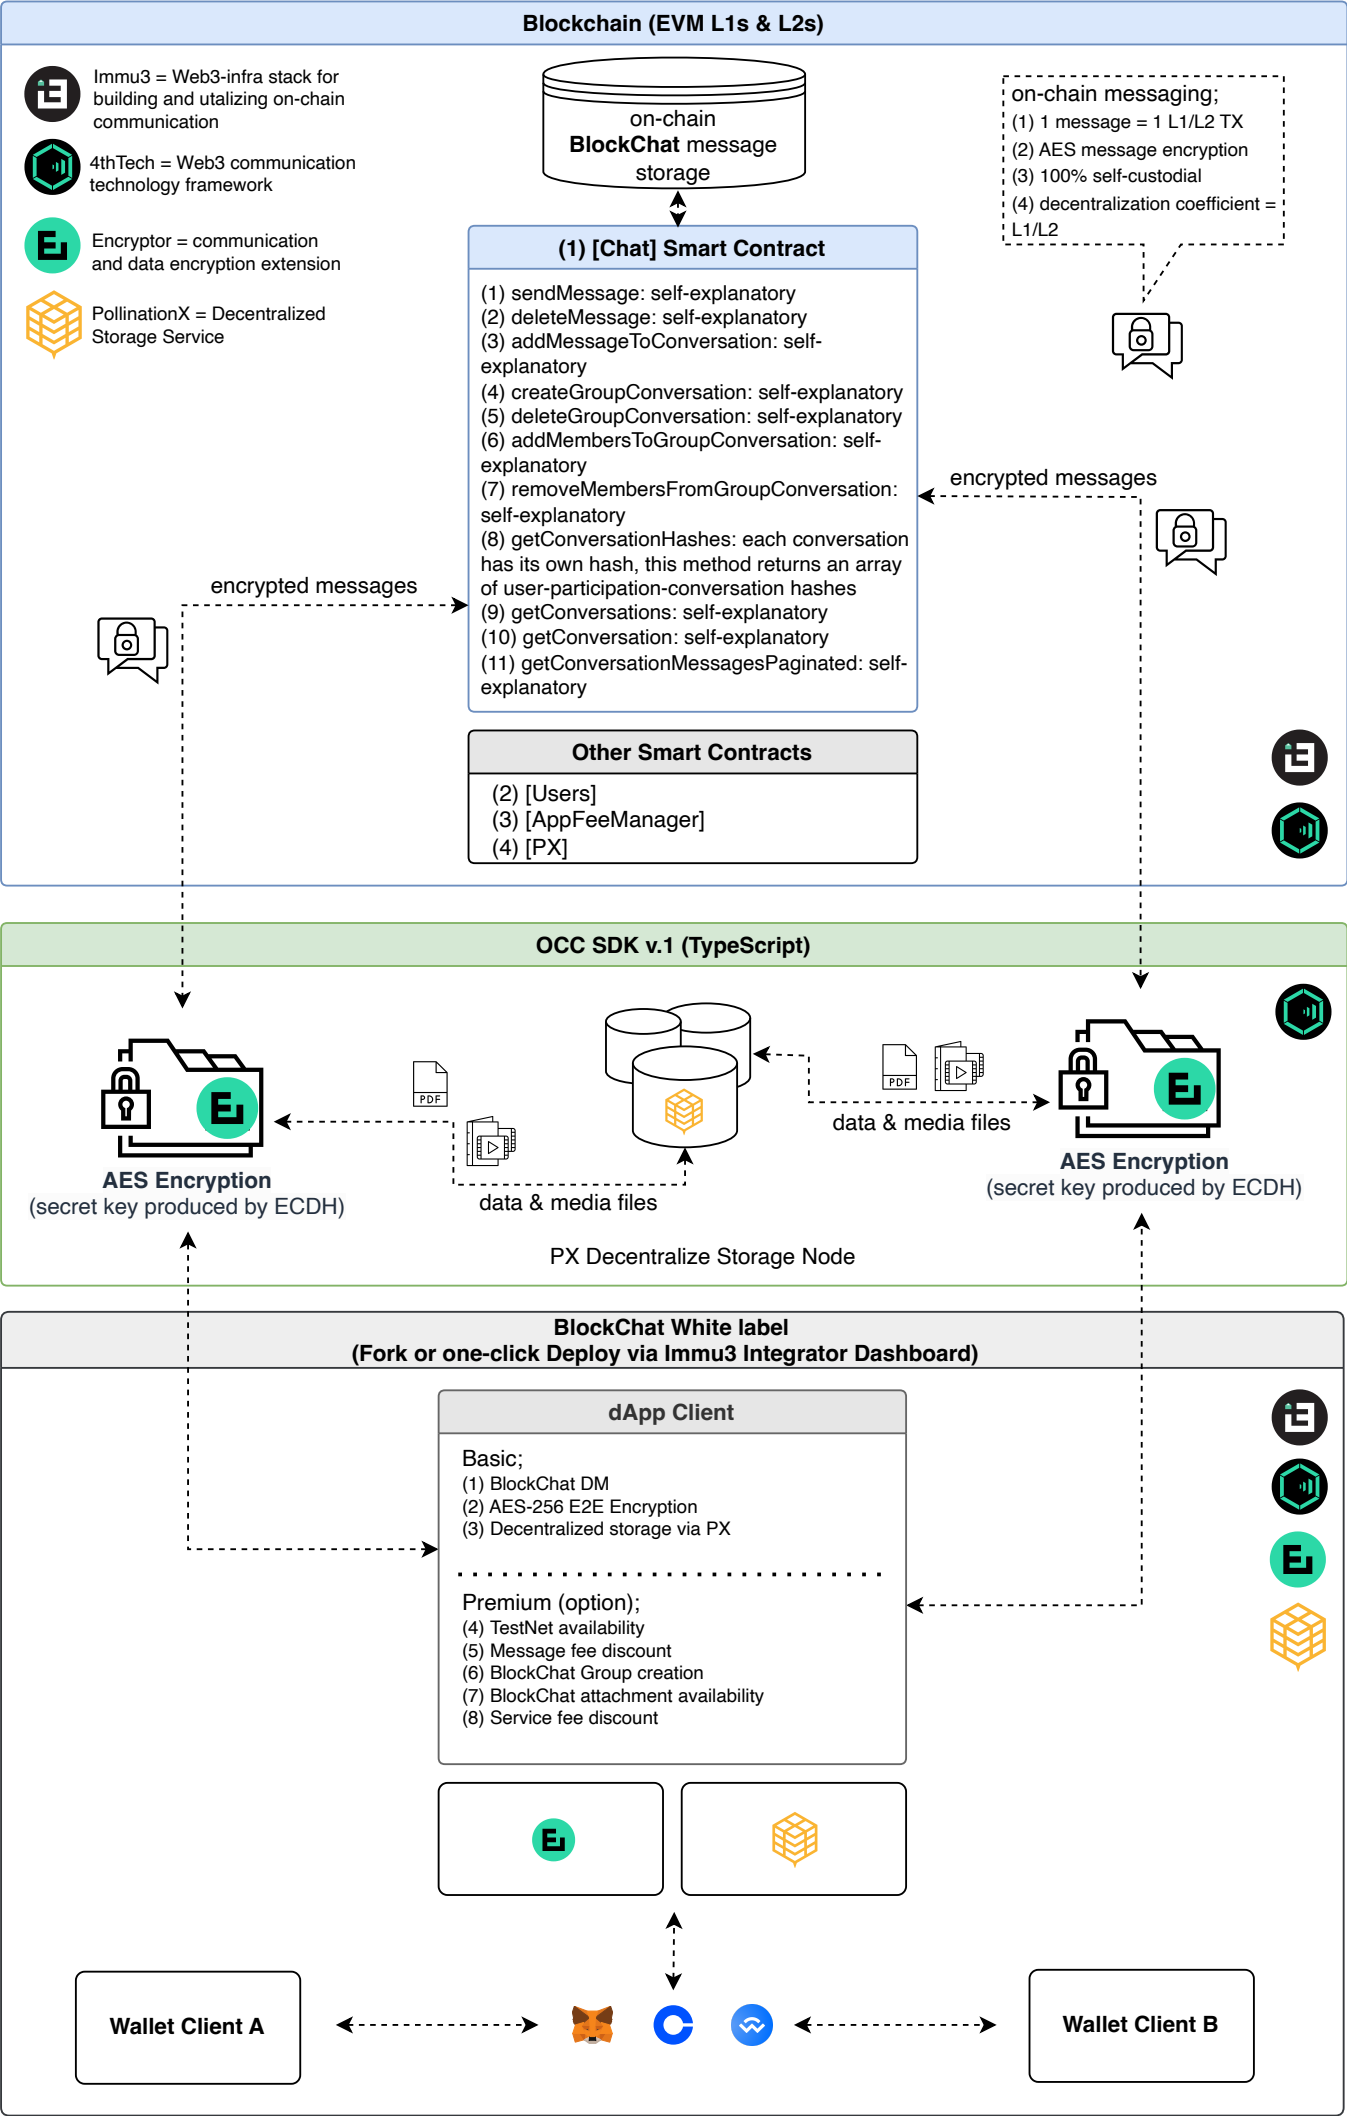 Blockchain (EVM L1s & L2s)
Immu3 = Web3-infra stack for
building and utalizing on-chain
communication
4thTech = Web3 communication
technology framework
Encryptor = communication
and data encryption extension
PollinationX = Decentralized
Storage Service
on-chain
BlockChat message
storage
on-chain messaging;
(1) 1 message = 1 L1/L2 TX
(2) AES message encryption
(3) 100% self-custodial
(4) decentralization coefficient =
L1/L2
(1) [Chat] Smart Contract
(1) sendMessage: self-explanatory
(2) deleteMessage: self-explanatory
(3) addMessageToConversation: self-
explanatory
(4) createGroupConversation: self-explanatory
(5) deleteGroupConversation: self-explanatory
(6) addMembersToGroupConversation: self-
explanatory
(7) removeMembersFromGroupConversation:
self-explanatory
(8) getConversationHashes: each conversation
has its own hash, this method returns an array
of user-participation-conversation hashes
(9) getConversations: self-explanatory
(10) getConversation: self-explanatory
(11) getConversationMessagesPaginated: self-
explanatory
encrypted messages
encrypted messages
Other Smart Contracts
(2) [Users]
(3) [AppFeeManager]
(4) [PX]
OCC SDK v.1 (TypeScript)
PDF
PDF
data & media files
data & media files
AES Encryption
(secret key produced by ECDH)
AES Encryption
(secret key produced by ECDH)
PX Decentralize Storage Node
BlockChat White label
(Fork or one-click Deploy via Immu3 Integrator Dashboard)
dApp Client
Basic;
(1) BlockChat DM
(2) AES-256 E2E Encryption
(3) Decentralized storage via PX
Premium (option);
(4) TestNet availability
(5) Message fee discount
(6) BlockChat Group creation
(7) BlockChat attachment availability
(8) Service fee discount
Wallet Client A
Wallet Client B